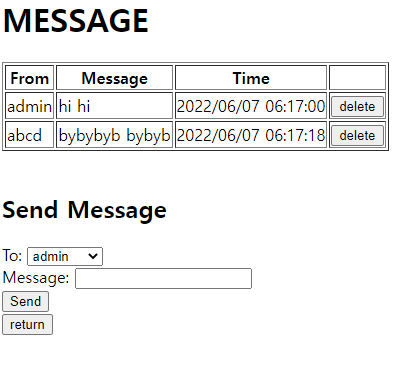 MESSAGE
From Message Time
admin hi hi 2022/06/07 06:17:00 delete
abcd bybybyb bybyb 2022/06/07 06:17:18 delete
Send Message
To: admin
Message:
Send
return